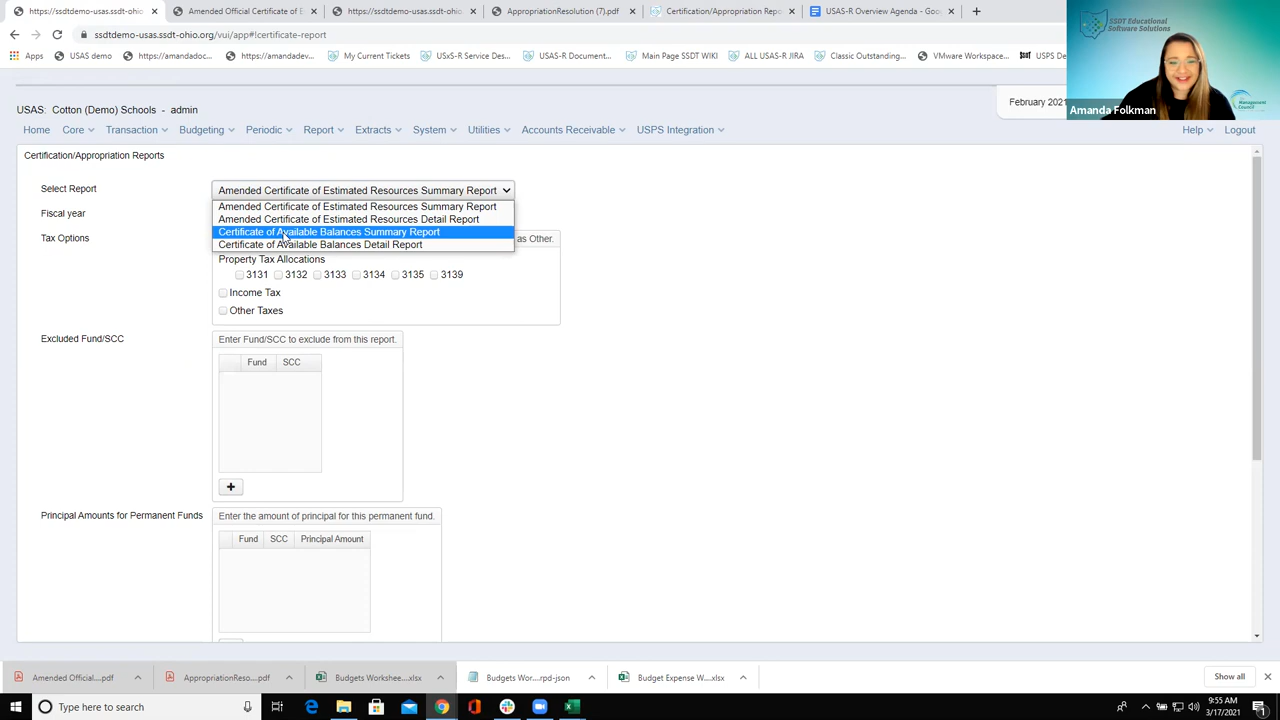 https://ssdtdemo-usas.ssdt-ohio
Amended Official Certificate of E
https://ssdtdemo-usas.ssdt-ohio
AppropriationResolution (7).pdf
Certification/Appropriation Repo
USAS-R Overview Agenda - Goo
ssdtdemo-usas.ssdt-ohio.org/vui/app#!certificate-report
Apps
USAS demo
https://amandadoc...
https://amandadev...
My Current Tickets
USxS-R Service Des...
USAS-R Document...
Main Page SSDT WIKI
ALL USAS-R JIRA
Classic Outstanding...
VMware Workspace...
USPS De
SSDT Educational
Software Solutions
Management
Council
Amanda Folkman
USAS: Cotton (Demo) Schools - admin
February 2021
Home
Core
Transaction
Budgeting
Periodic
Report
Extracts
System
Utilities
Accounts Receivable
USPS Integration
Help
Logout
Certification/Appropriation Reports
Select Report
Amended Certificate of Estimated Resources Summary Report
Amended Certificate of Estimated Resources Summary Report
Fiscal year
Amended Certificate of Estimated Resources Detail Report
Certificate of Available Balances Summary Report
Tax Options
as Other.
Certificate of Available Balances Detail Report
Property Tax Allocations
3131 3132 3133 3134 3135 3139
Income Tax
Other Taxes
Excluded Fund/SCC
Enter Fund/SCC to exclude from this report.
Fund SCC
Principal Amounts for Permanent Funds
Enter the amount of principal for this permanent fund.
Fund SCC Principal Amount
Amended Official....pdf
AppropriationReso....pdf
Budgets Workshee....xlsx
Budgets Wor....rpd-json
Budget Expense W....xlsx
Show all
Type here to search
9:55 AM
3/17/2021
1